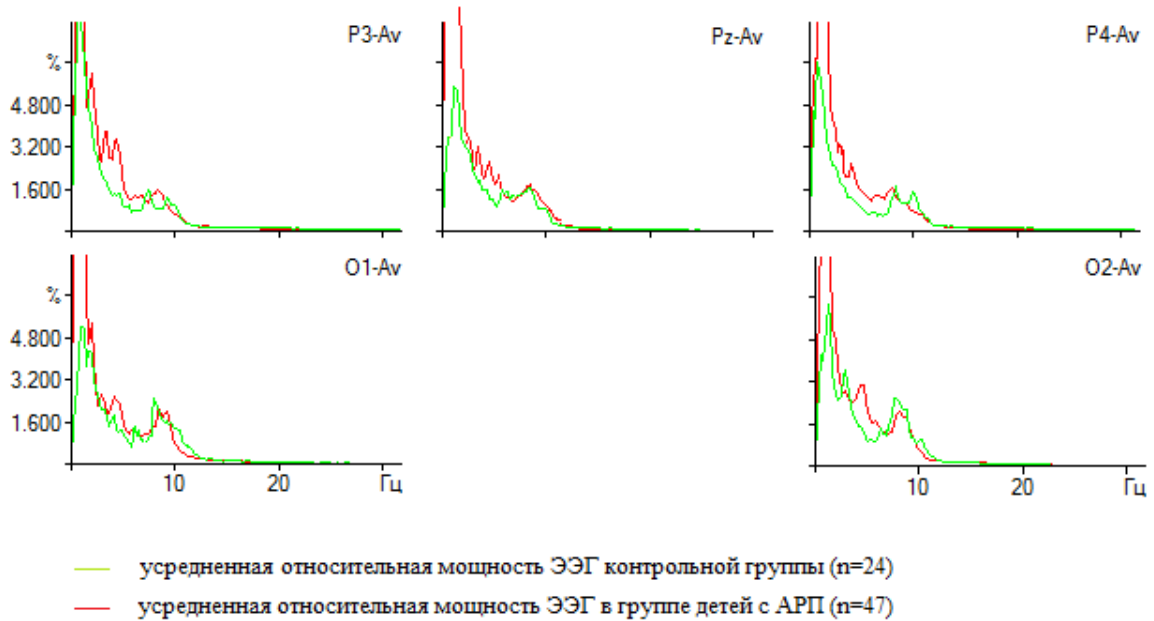 P3-Av
Pz-Av
P4-Av
%
4.800
3.200
1.600
10
20
O1-Av
O2-Av
%
4.800
3.200
1.600
10
20
Гц
10
20
Гц
усредненная относительная мощность ЭЭГ контрольной группы (n=24)
усредненная относительная мощность ЭЭГ в группе детей с АРП (n=47)